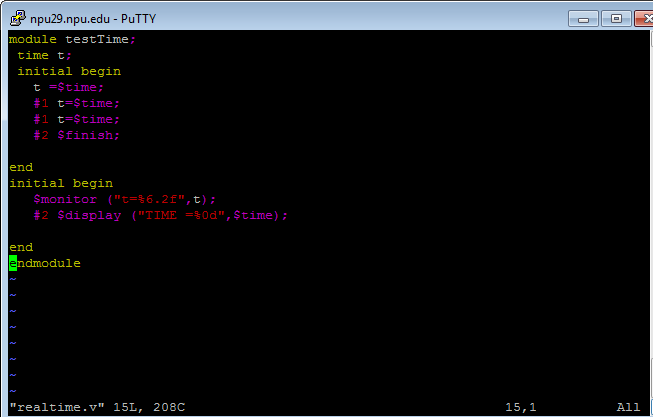 npu29.npu.edu - PuTTY
module testTime;
 time t;
 initial begin
   t =$time;
   #1 t=$time;
   #1 t=$time;
   #2 $finish;
end
initial begin
   $monitor ("t=%6.2f",t);
   #2 $display ("TIME =%0d",$time);
end
endmodule
~
~
~
~
~
~
~
~
"realtime.v" 15L, 208C 15,1 All